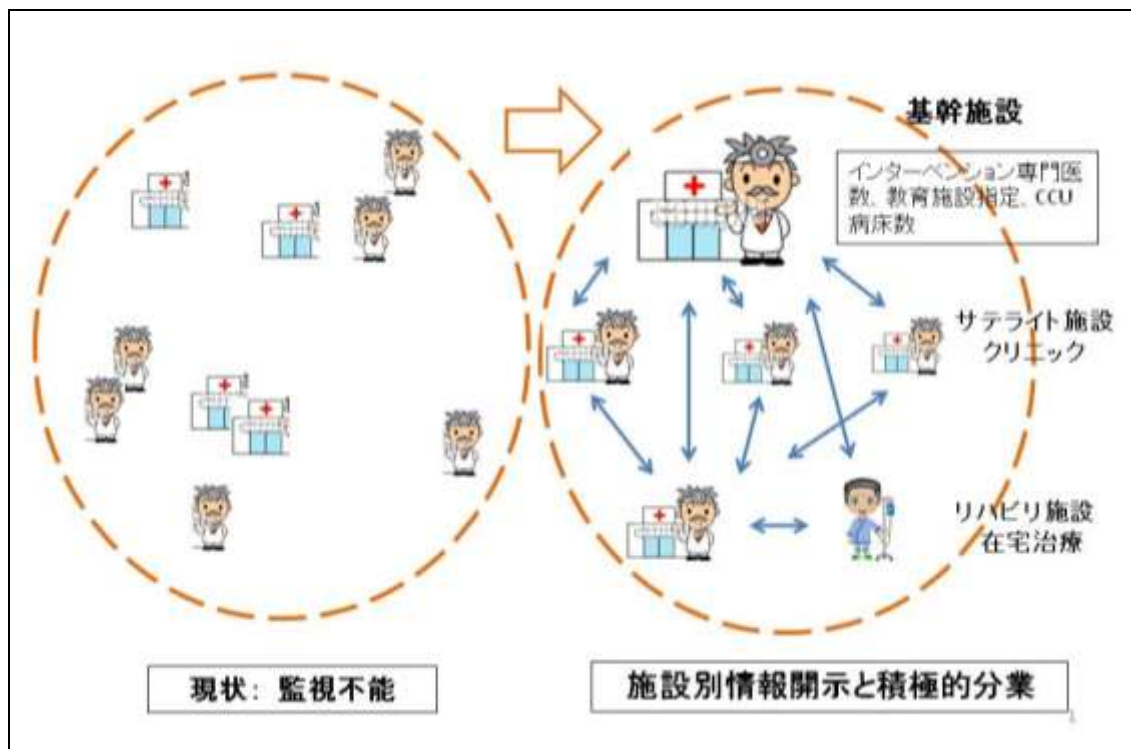 基幹施設
インターベンション専門医
数、教育施設指定、CCU
病床数
サテライト施設
クリニック
リハビリ施設
在宅治療
現状: 監視不能
施設別情報開示と積極的分業